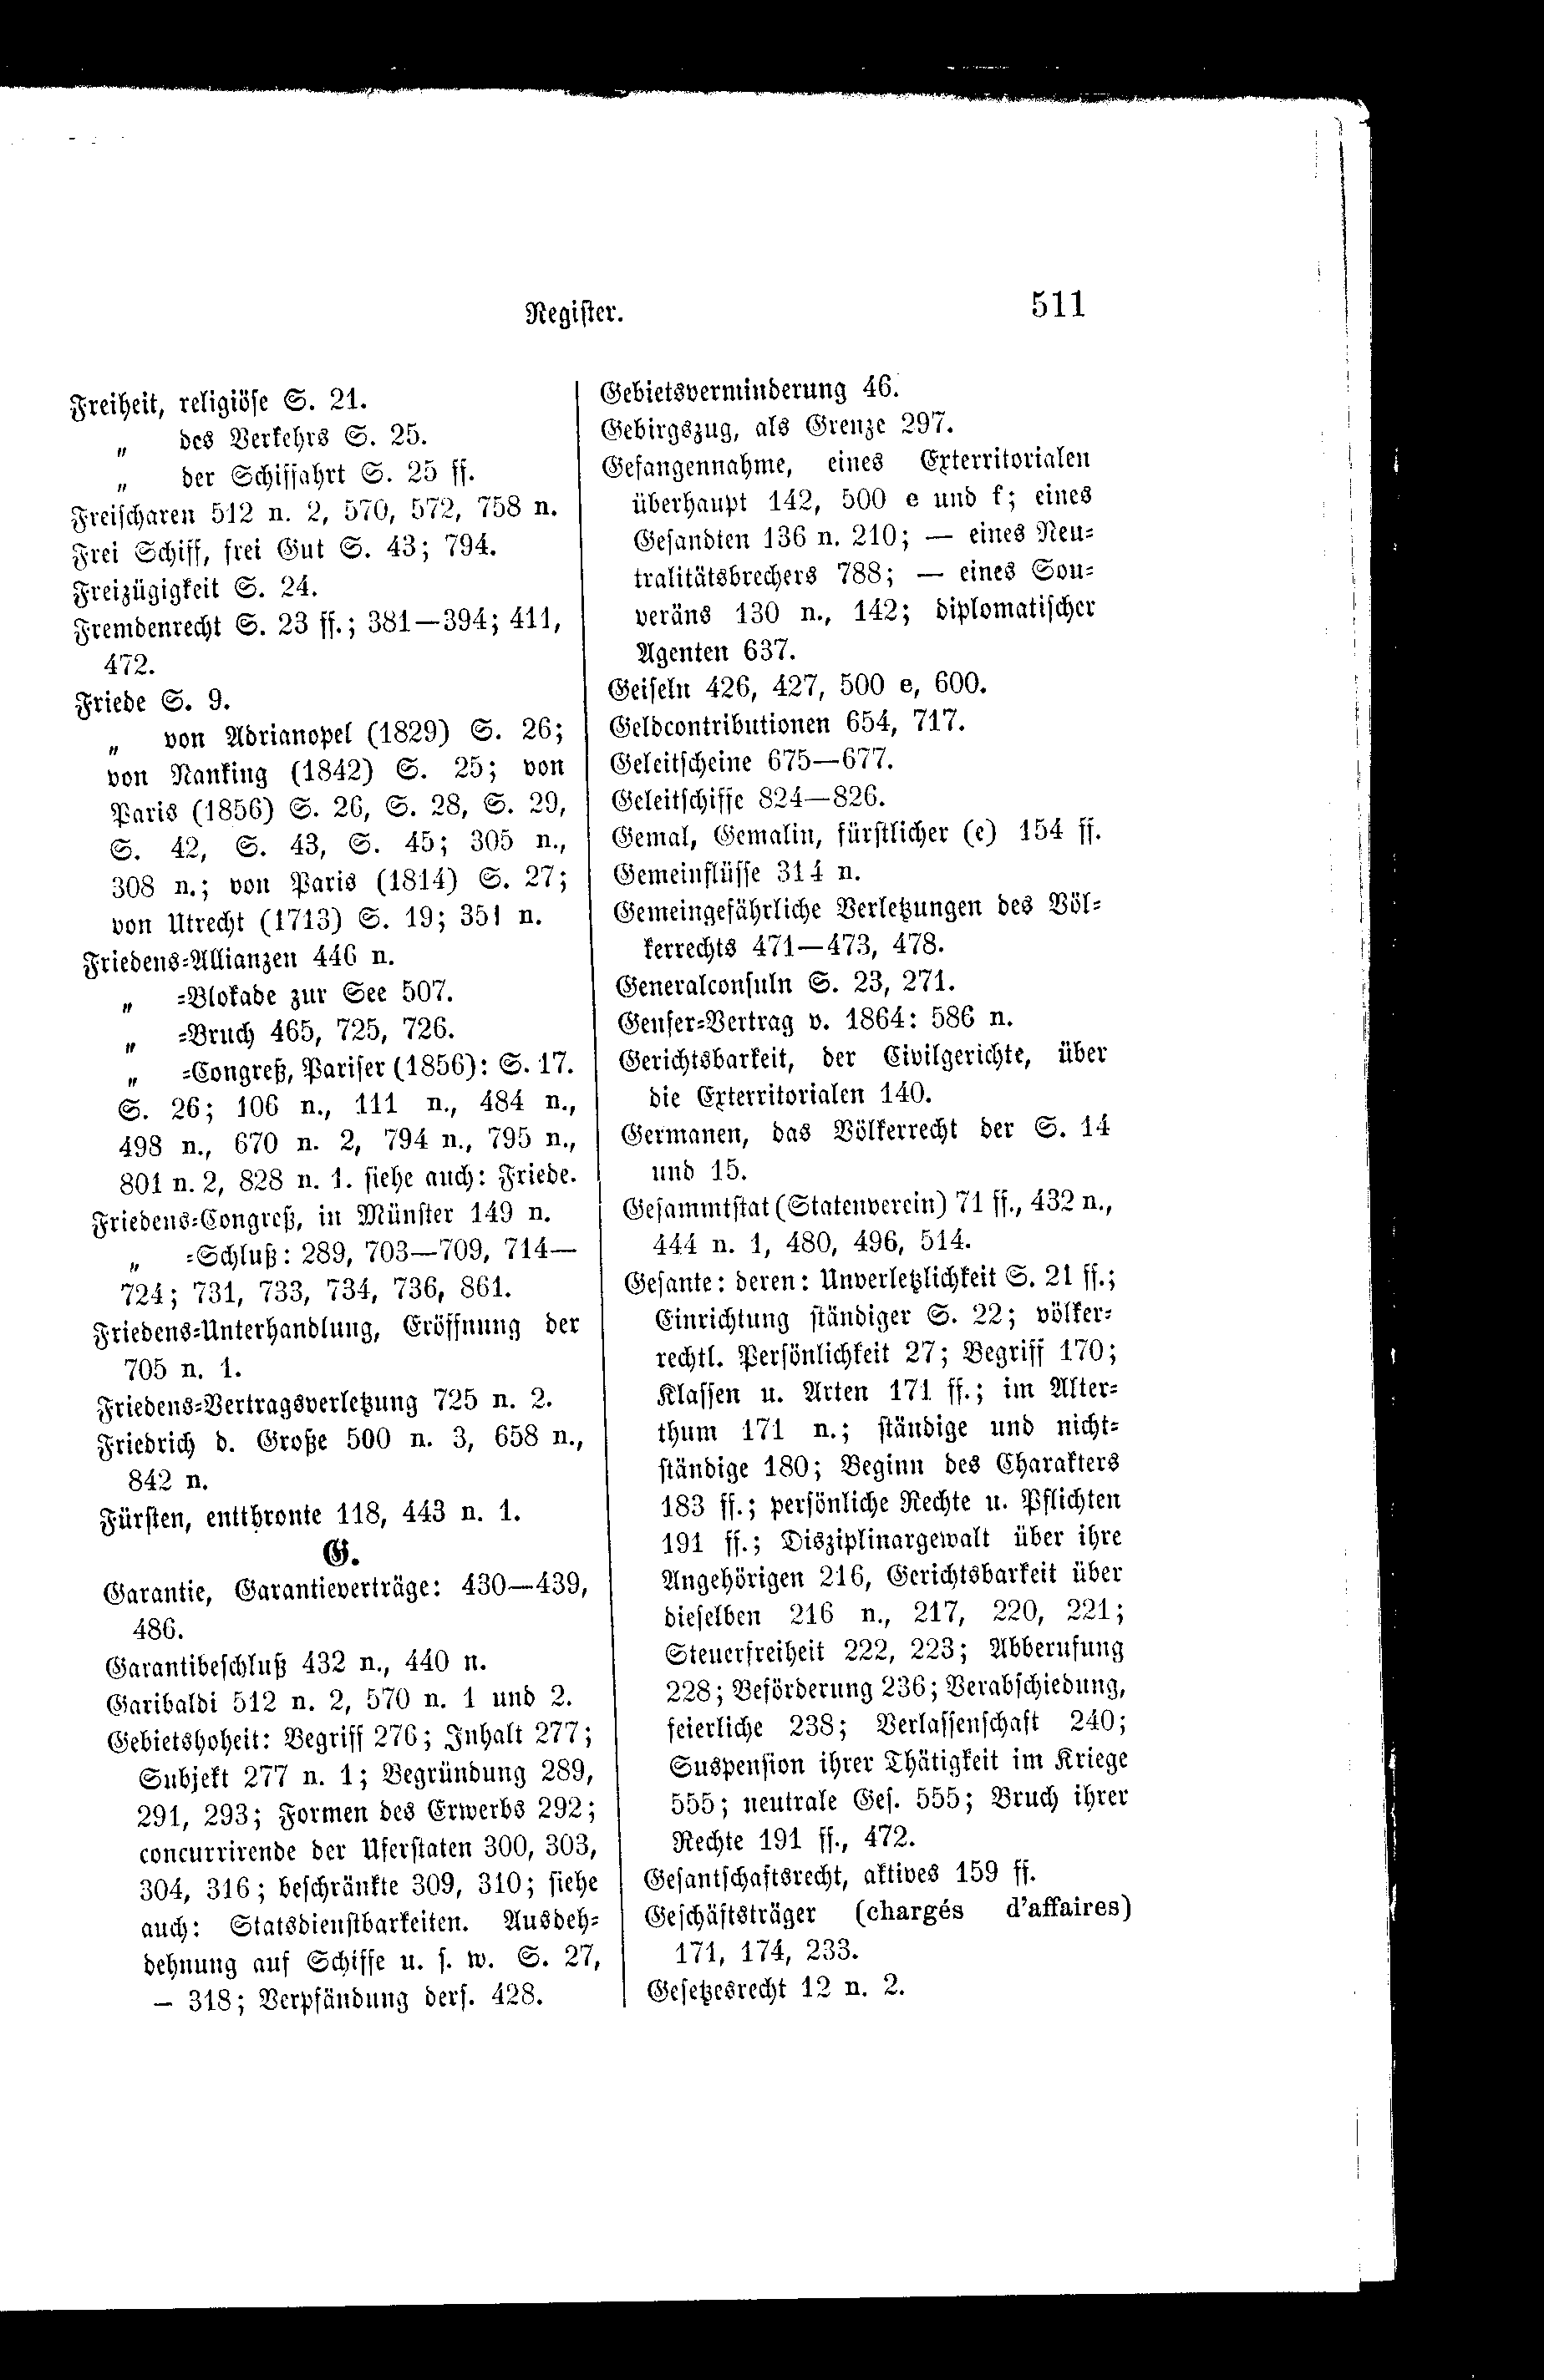 Register.
511
Freiheit, religiöse S. 21.
„ des Verkehrs S. 25.
„ der Schiffahrt S. 25 ff.
Freischaren 512 n. 2, 570, 572, 758 n.
Frei Schiff, frei Gut S. 43; 794.
Freizügigkeit S. 24.
Fremdenrecht S. 23 ff.; 381—394; 411,
472.
Friede S. 9.
„ von Adrianopel (1829) S. 26;
von Nanking (1842) S. 25; von
Paris (1856) S. 26, S. 28, S. 29,
S. 42, S. 43, S. 45; 305 n.,
308 n.; von Paris (1814) S. 27;
von Utrecht (1713) S. 19; 351 n.
Friedens-Allianzen 446 n.
„ -Blokade zur See 507.
„ -Bruch 465, 725, 726.
„ -Congreß, Pariser (1856): S. 17.
S. 26; 106 n., 111 n., 484 n.,
498 n., 670 n. 2, 794 n., 795 n.,
801 n. 2, 828 n. 1. siehe auch: Friede.
Friedens-Congreß, in Münster 149 n.
„ -Schluß: 289, 703—709, 714—
724; 731, 733, 734, 736, 861.
Friedens-Unterhandlung, Eröffnung der
705 n. 1.
Friedens-Vertragsverletzung 725 n. 2.
Friedrich d. Große 500 n. 3, 658 n.,
842 n.
Fürsten, entthronte 118, 443 n. 1.
G.
Garantie, Garantieverträge: 430—439,
486.
Garantibeschluß 432 n., 440 n.
Garibaldi 512 n. 2, 570 n. 1 und 2.
Gebietshoheit: Begriff 276; Inhalt 277;
Subjekt 277 n. 1; Begründung 289,
291, 293; Formen des Erwerbs 292;
concurrirende der Uferstaten 300, 303,
304, 316; beschränkte 309, 310; siehe
auch: Statsdienstbarkeiten. Ausdeh-
dehnung auf Schiffe u. s. w. S. 27,
— 318; Verpfändung ders. 428.
Gebietsverminderung 46.
Gebirgszug, als Grenze 297.
Gefangennahme, eines Exterritorialen
überhaupt 142, 500 e und f; eines
Gesandten 136 n. 210; — eines Neu-
tralitätsbrechers 788; — eines Sou-
veräns 130 n., 142; diplomatischer
Agenten 637.
Geiseln 426, 427, 500 e, 600.
Geldcontributionen 654, 717.
Geleitscheine 675—677.
Geleitschiffe 824—826.
Gemal, Gemalin, fürstlicher (e) 154 ff.
Gemeinflüsse 314 n.
Gemeingefährliche Verletzungen des Völ-
kerrechts 471—473, 478.
Generalconsuln S. 23, 271.
Genfer-Vertrag v. 1864: 586 n.
Gerichtsbarkeit, der Civilgerichte, über
die Exterritorialen 140.
Germanen, das Völkerrecht der S. 14
und 15.
Gesammtstat (Statenverein) 71 ff., 432 n.,
444 n. 1, 480, 496, 514.
Gesante: deren: Unverletzlichkeit S. 21 ff.;
Einrichtung ständiger S. 22; völker-
rechtl. Persönlichkeit 27; Begriff 170;
Klassen u. Arten 171 ff.; im Alter-
thum 171 n.; ständige und nicht-
ständige 180; Beginn des Charakters
183 ff.; persönliche Rechte u. Pflichten
191 ff.; Disziplinargewalt über ihre
Angehörigen 216, Gerichtsbarkeit über
dieselben 216 n., 217, 220, 221;
Steuerfreiheit 222, 223; Abberufung
228; Beförderung 236; Verabschiedung,
feierliche 238; Verlassenschaft 240;
Suspension ihrer Thätigkeit im Kriege
555; neutrale Ges. 555; Bruch ihrer
Rechte 191 ff., 472.
Gesantschaftsrecht, aktives 159 ff.
Geschäftsträger (chargés d'affaires)
171, 174, 233.
Gesetzesrecht 12 n. 2.